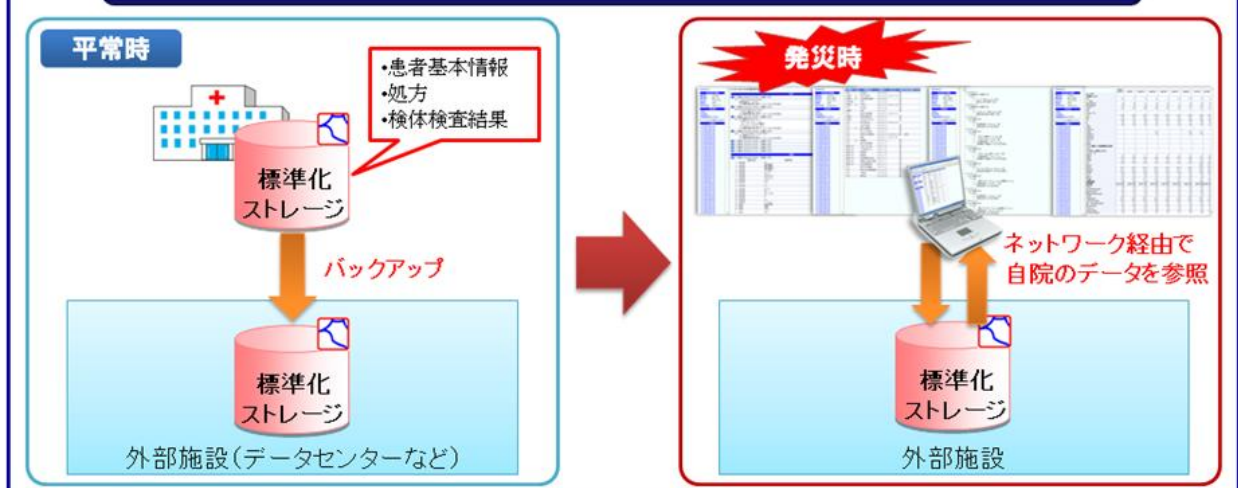 平常時
・患者基本情報
・処方
・検体検査結果
標準化
ストレージ
バックアップ
標準化
ストレージ
外部施設(データセンターなど)
発災時
ネットワーク経由で
自院のデータを参照
標準化
ストレージ
外部施設